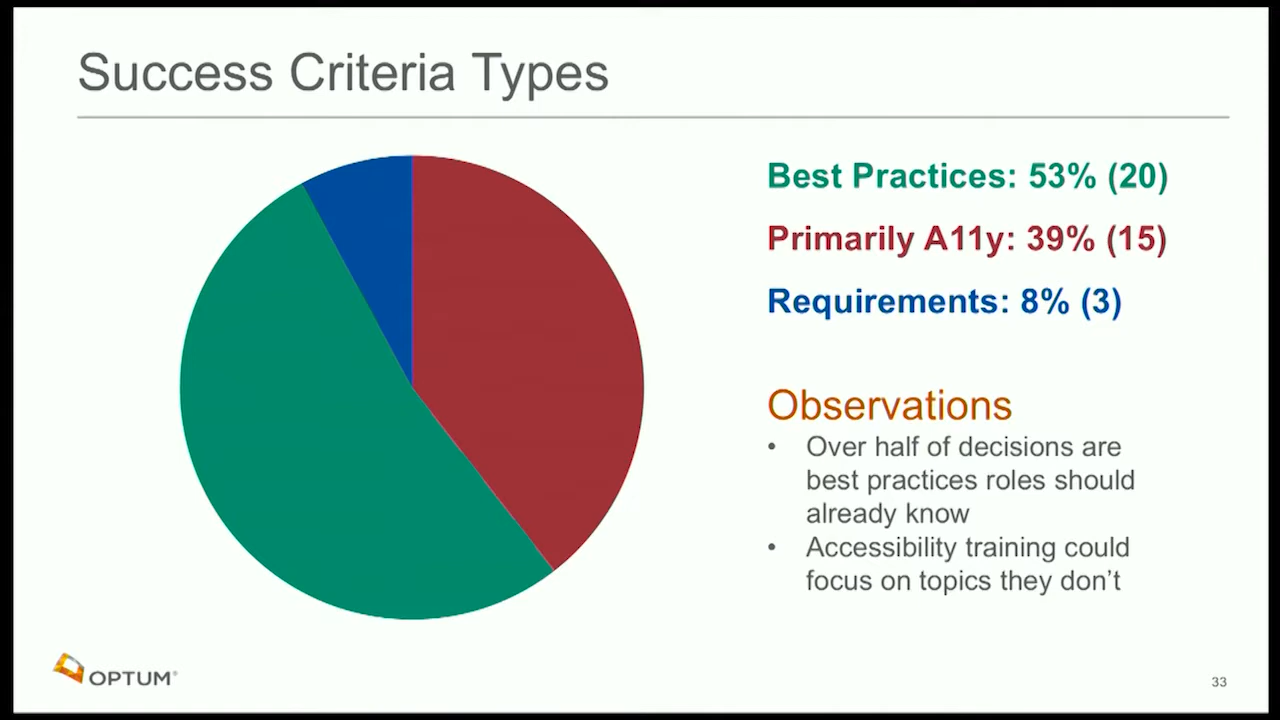 Success Criteria Types
Best Practices: 53% (20)
Primarily A11y: 39% (15)
Requirements: 8% (3)
Observations
• Over half of decisions are
best practices roles should
already know
• Accessibility training could
focus on topics they don’t
OPTUM®
33